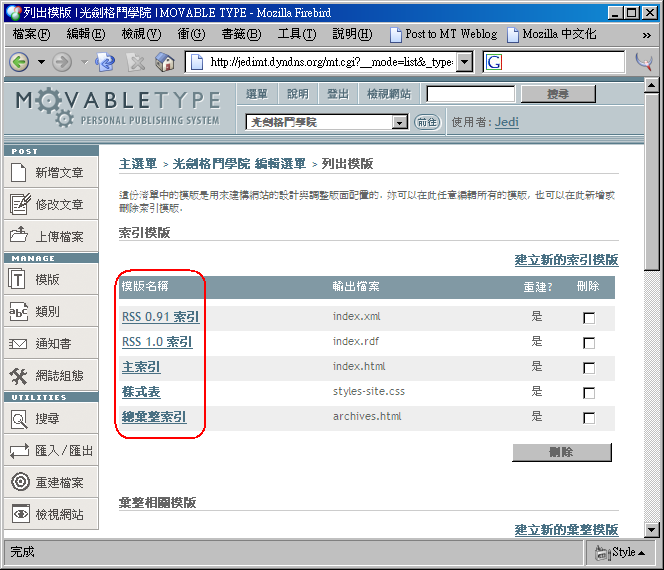 列出模版 | 光劍格鬥學院 | MOVABLE TYPE - Mozilla Firebird
檔案(F) 編輯(E) 檢視(V) 衝(G) 書籤(B) 工具(T) 說明(H) Post to MT Weblog Mozilla 中文化 »
http://jedimt.dyndns.org/mt.cgi?__mode=list&_type= G
MOVABLETYPE
PERSONAL PUBLISHING SYSTEM
選單 說明 登出 檢視網站 搜尋
光劍格鬥學院 前往 使用者: Jedi
POST
新增文章
修改文章
上傳檔案
MANAGE
模版
類別
通知書
網誌組態
UTILITIES
搜尋
匯入/匯出
重建檔案
檢視網站
主選單 > 光劍格鬥學院 編輯選單 > 列出模版
這份清單中的模版是用來建構網站的設計與調整版面配置的. 妳可以在此任意編輯所有的模版, 也可以在此新增或
刪除索引模版.
索引模版
建立新的索引模版
模版名稱 輸出檔案 重建? 刪除
RSS 0.91 索引 index.xml 是
RSS 1.0 索引 index.rdf 是
主索引 index.html 是
樣式表 styles-site.css 是
總彙整索引 archives.html 是
刪除
彙整相關模版
建立新的彙整模版
完成 Style